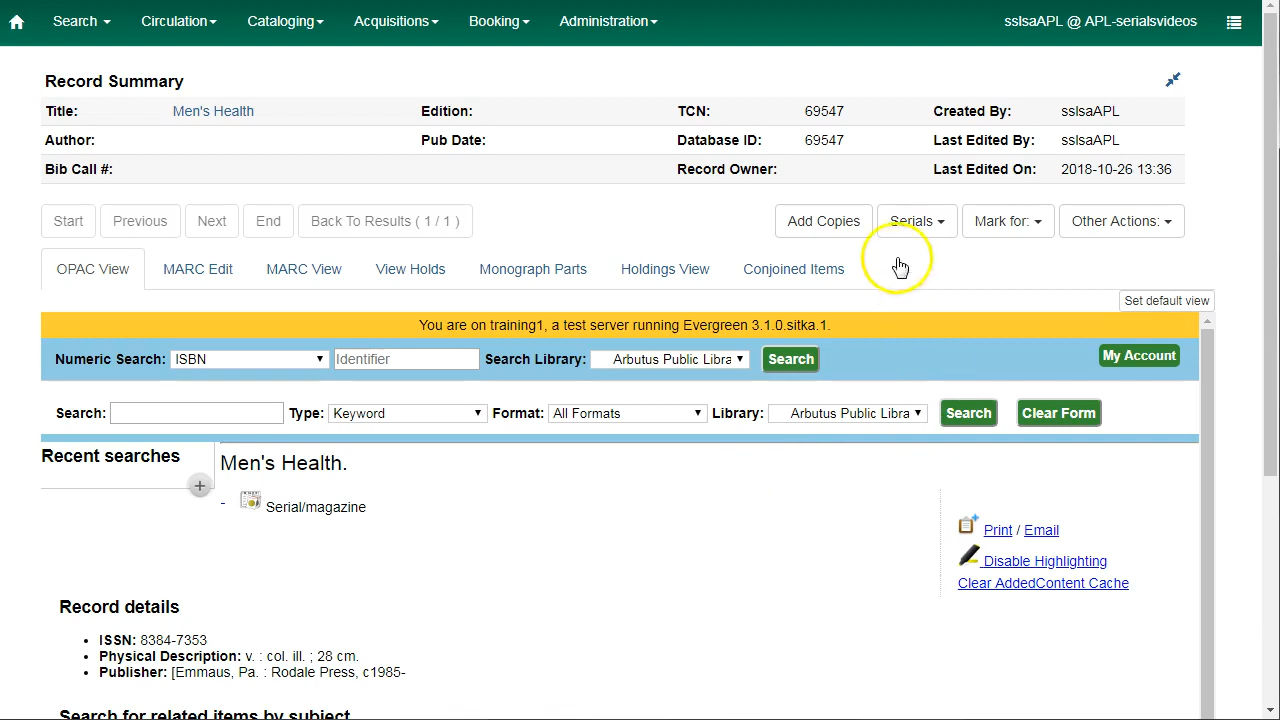 Search Circulation Cataloging Acquisitions Booking Administration sslsaAPL @ APL-serialsvideos
Record Summary
Title: Men's Health Edition: TCN: 69547 Created By: sslsaAPL
Author: Pub Date: Database ID: 69547 Last Edited By: sslsaAPL
Bib Call #: Record Owner: Last Edited On: 2018-10-26 13:36
Start Previous Next End Back To Results ( 1 / 1 ) Add Copies Serials Mark for: Other Actions:
OPAC View MARC Edit MARC View View Holds Monograph Parts Holdings View Conjoined Items
Set default view
You are on training1, a test server running Evergreen 3.1.0.sitka.1.
Numeric Search: ISBN Identifier Search Library: Arbutus Public Libra Search My Account
Search: Type: Keyword Format: All Formats Library: Arbutus Public Libra Search Clear Form
Recent searches
+
Men's Health.
- Serial/magazine
Print / Email
Disable Highlighting
Clear AddedContent Cache
Record details
• ISSN: 8384-7353
• Physical Description: v. : col. ill. ; 28 cm.
• Publisher: [Emmaus, Pa. : Rodale Press, c1985-
Search for related items by subject